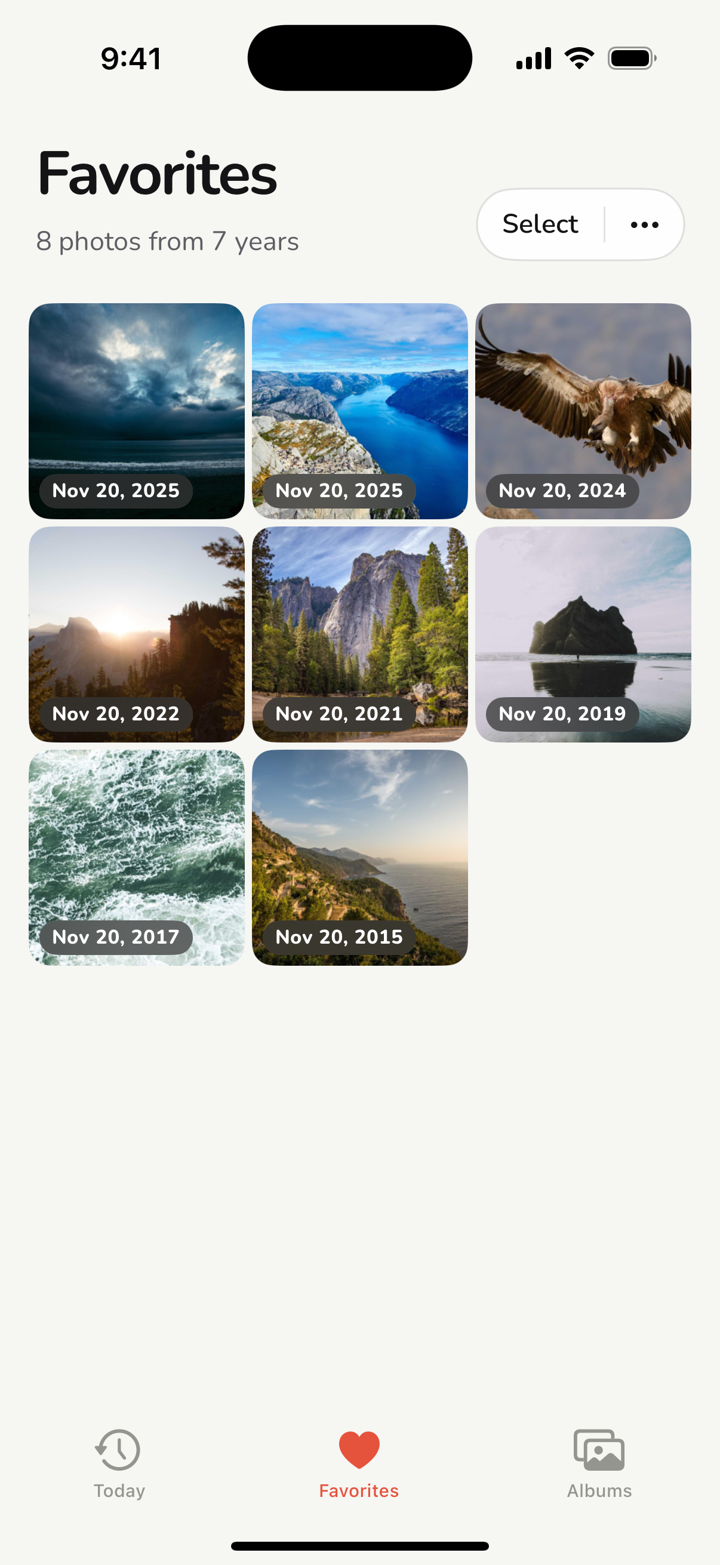 9:41
Favorites
8 photos from 7 years
Select
Nov 20, 2025
Nov 20, 2025
Nov 20, 2024
Nov 20, 2022
Nov 20, 2021
Nov 20, 2019
Nov 20, 2017
Nov 20, 2015
Today
Favorites
Albums